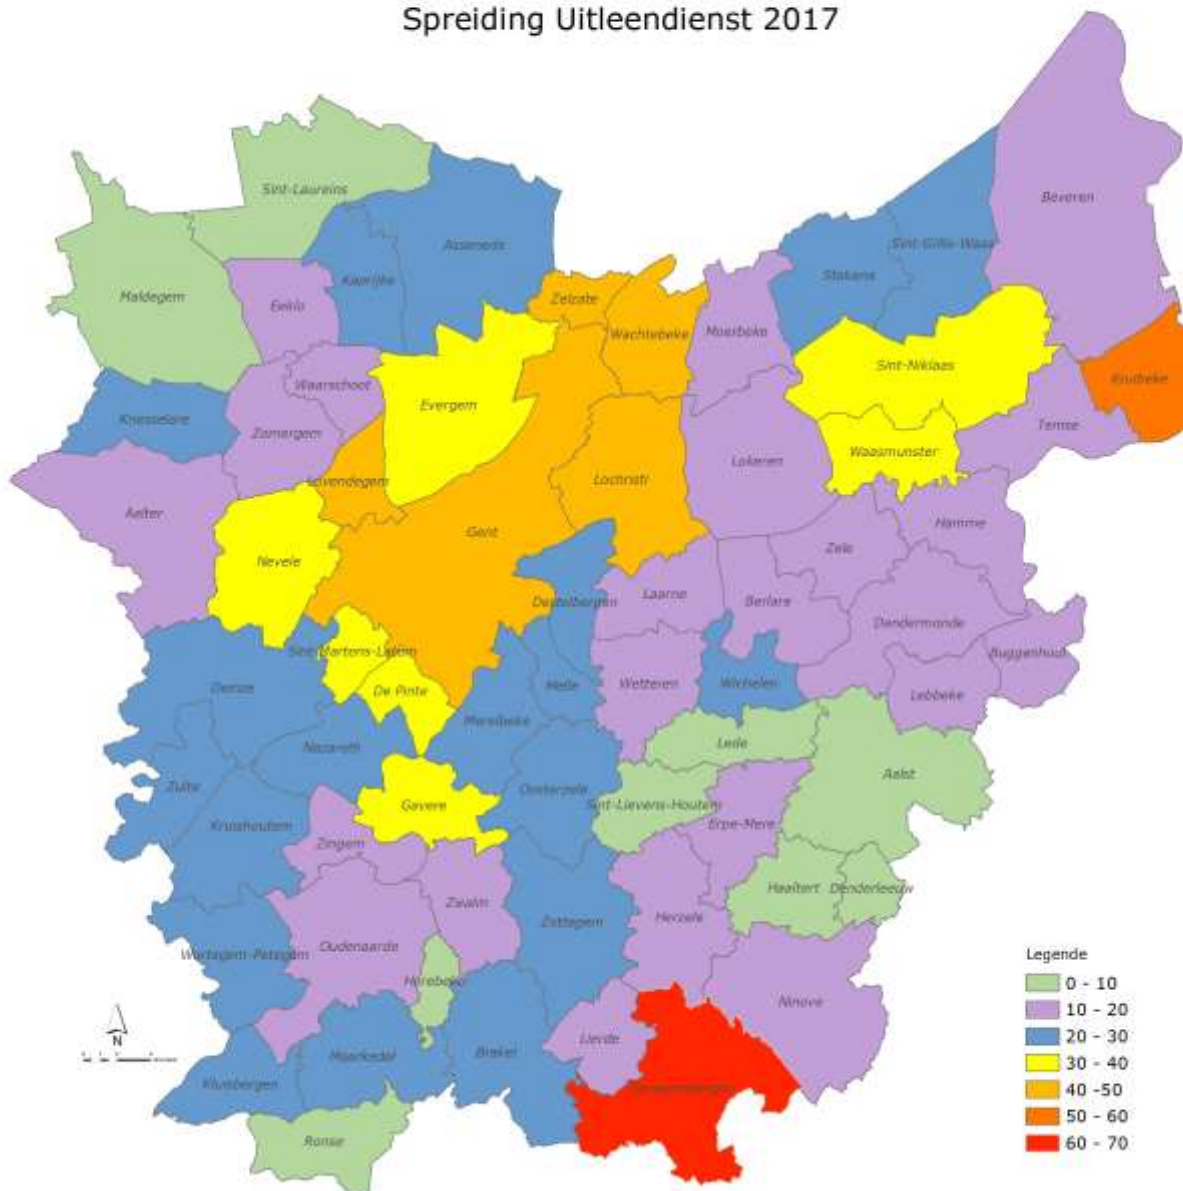 Spreiding Uitleendienst 2017
Sint-Laureins
Beveren
Assenede
Sint-Gillis-Waas
Kaprijke
Stekene
Maldegem
Eeklo
Zelzate
Wachtebeke
Moerbeke
Sint-Niklaas
Kruibeke
Waarschoot
Evergem
Knesselare
Zomergem
Temse
Waasmunster
Lokeren
Lovendegem
Lochristi
Aalter
Hamme
Gent
Zele
Nevele
Laarne
Destelbergen
Berlare
Dendermonde
Sint-Martens-Latem
Buggenhout
Deinze
De Pinte
Melle
Wetteren
Wichelen
Lebbeke
Merelbeke
Nazareth
Lede
Aalst
Zulte
Oosterzele
Gavere
Sint-Lievens-Houtem
Kruishoutem
Erpe-Mere
Zingem
Haaltert
Denderleeuw
Zwalm
Zottegem
Herzele
Oudenaarde
Wortegem-Petegem
Horebeke
Ninove
Lierde
Maarkedal
Brakel
Kluisbergen
Ronse
N
Legende
0 - 10
10 - 20
20 - 30
30 - 40
40 -50
50 - 60
60 - 70